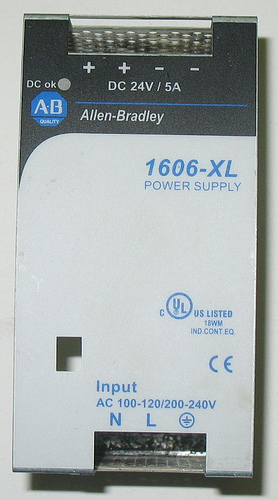 + + - -
DC ok
DC 24V / 5A
A-B
QUALITY
Allen-Bradley
1606-XL
POWER SUPPLY
C UL US LISTED
18WM
IND.CONT.EQ.
CE
Input
AC 100-120/200-240V
N L